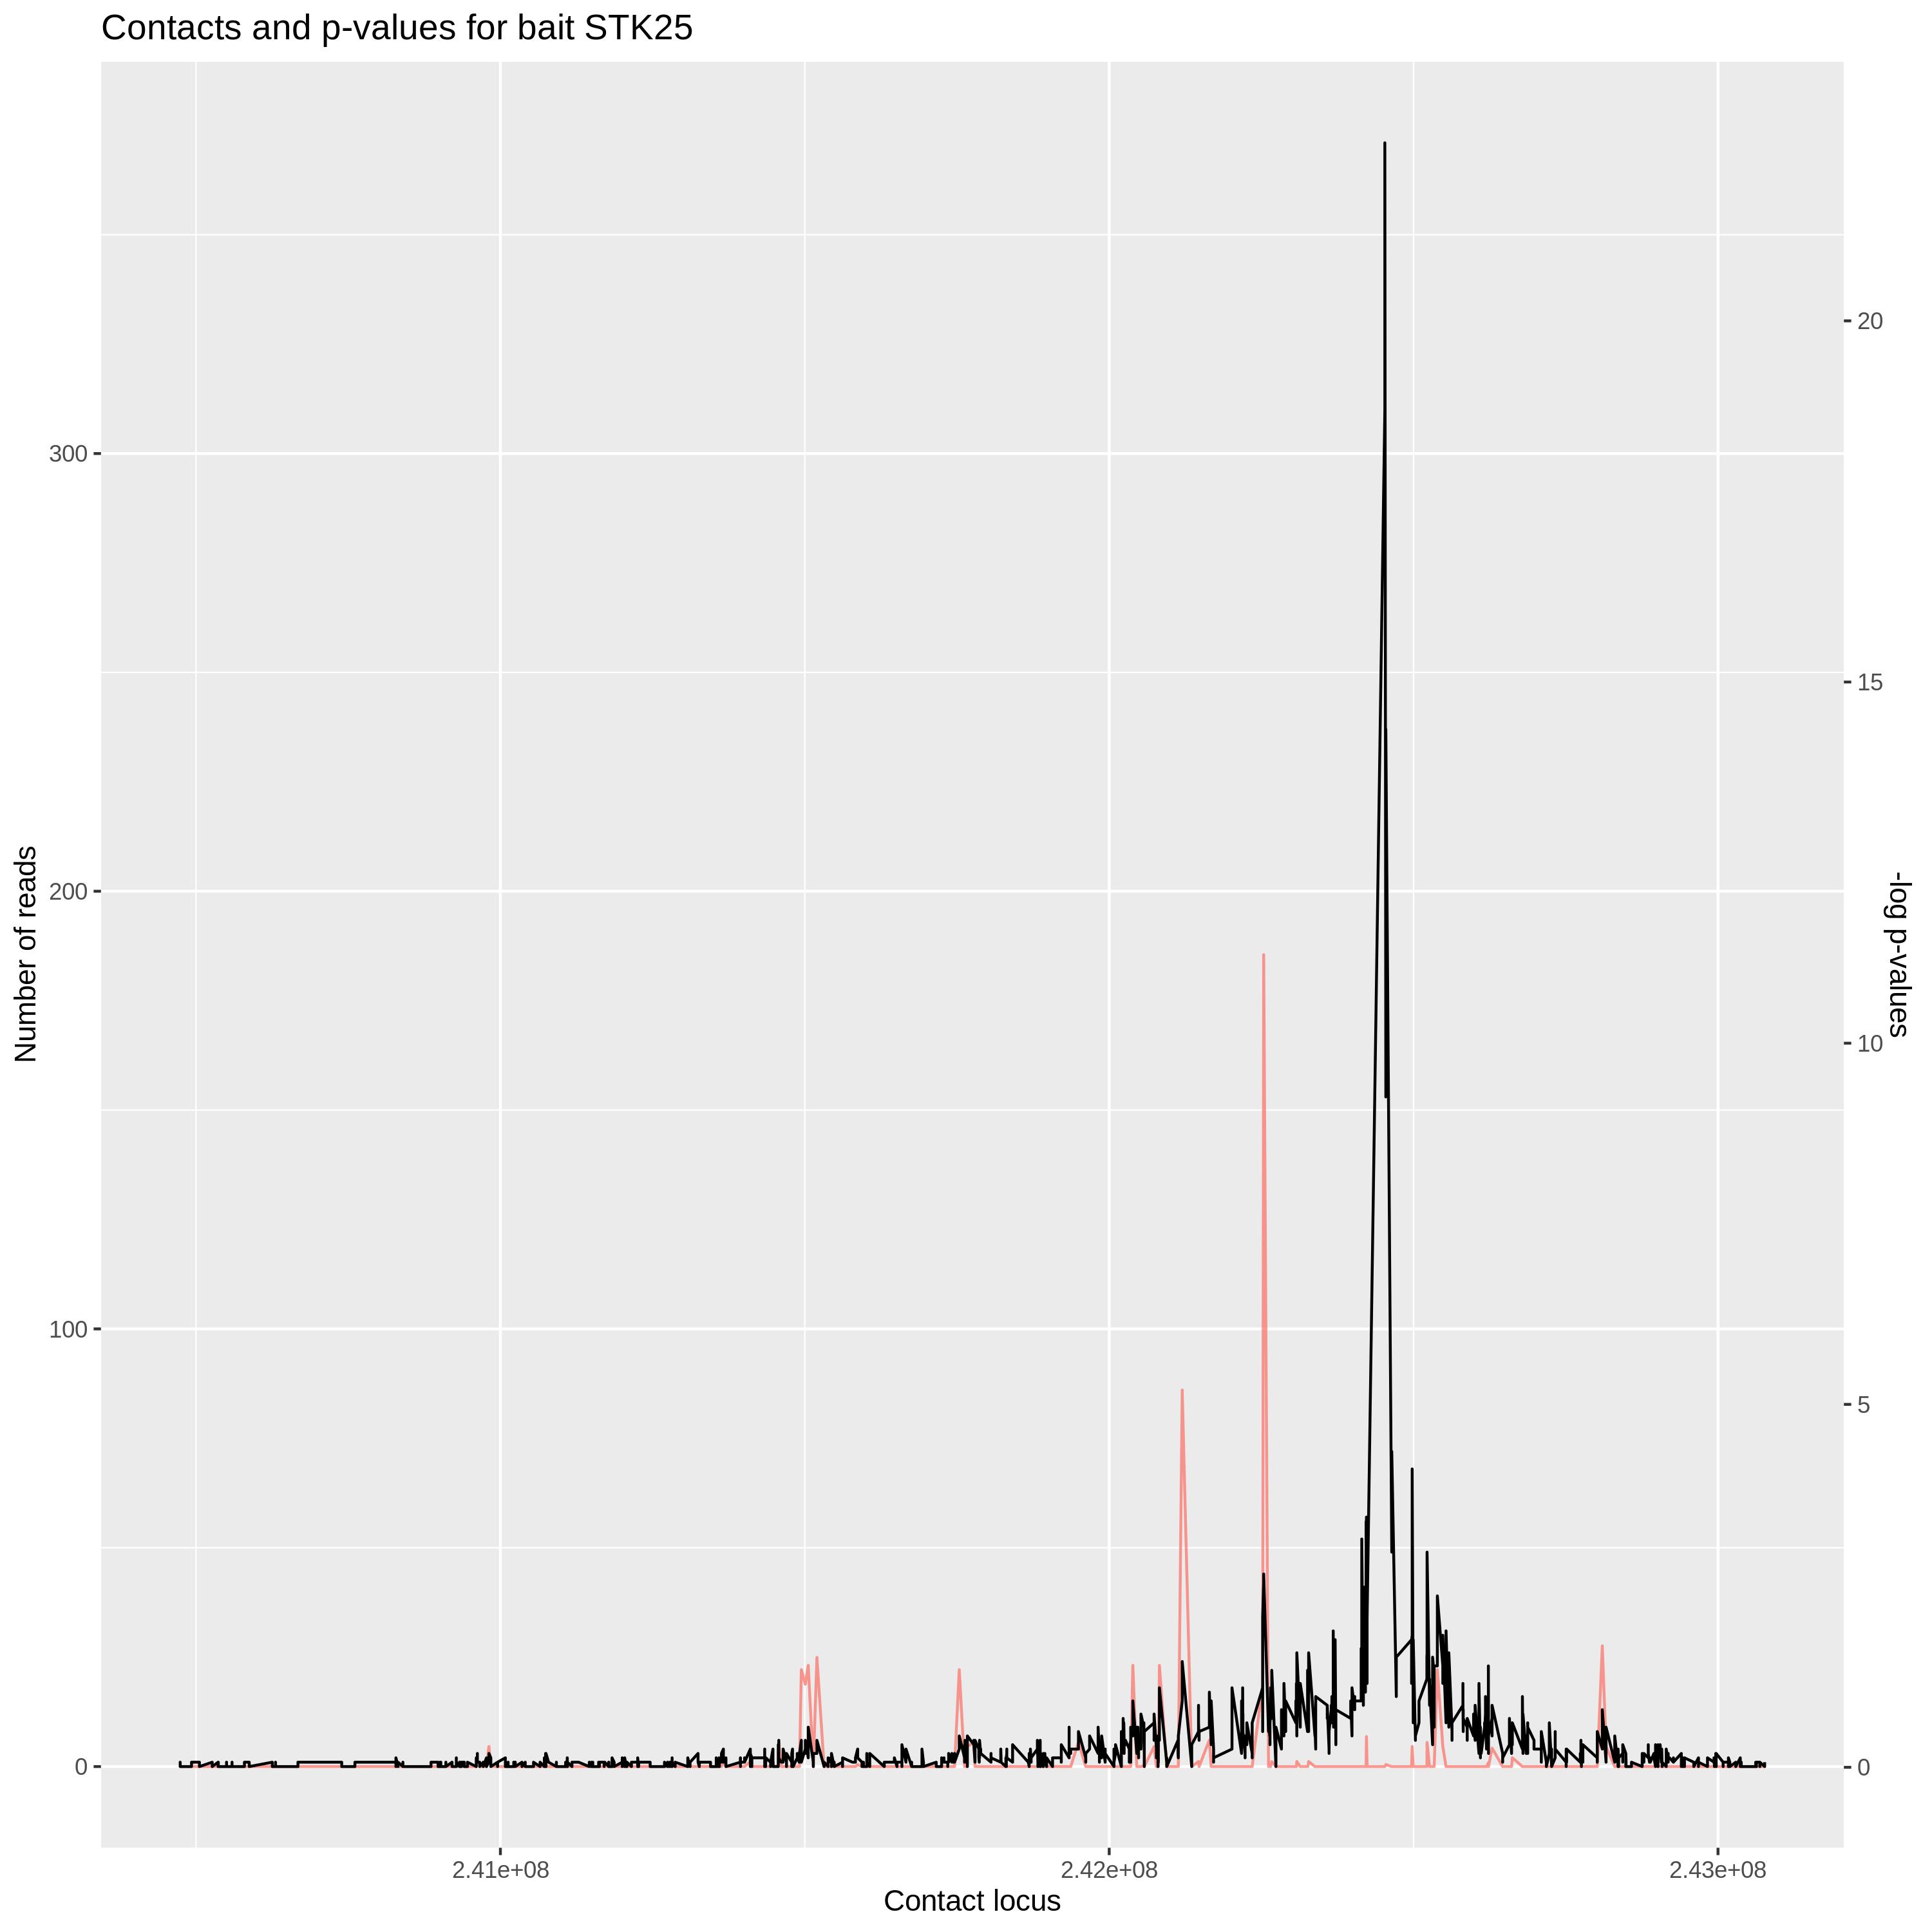 Contacts and p-values for bait STK25
Number of reads
300
200
100
0
20
15
10
5
0
-log p-values
2.41e+08
2.42e+08
2.43e+08
Contact locus